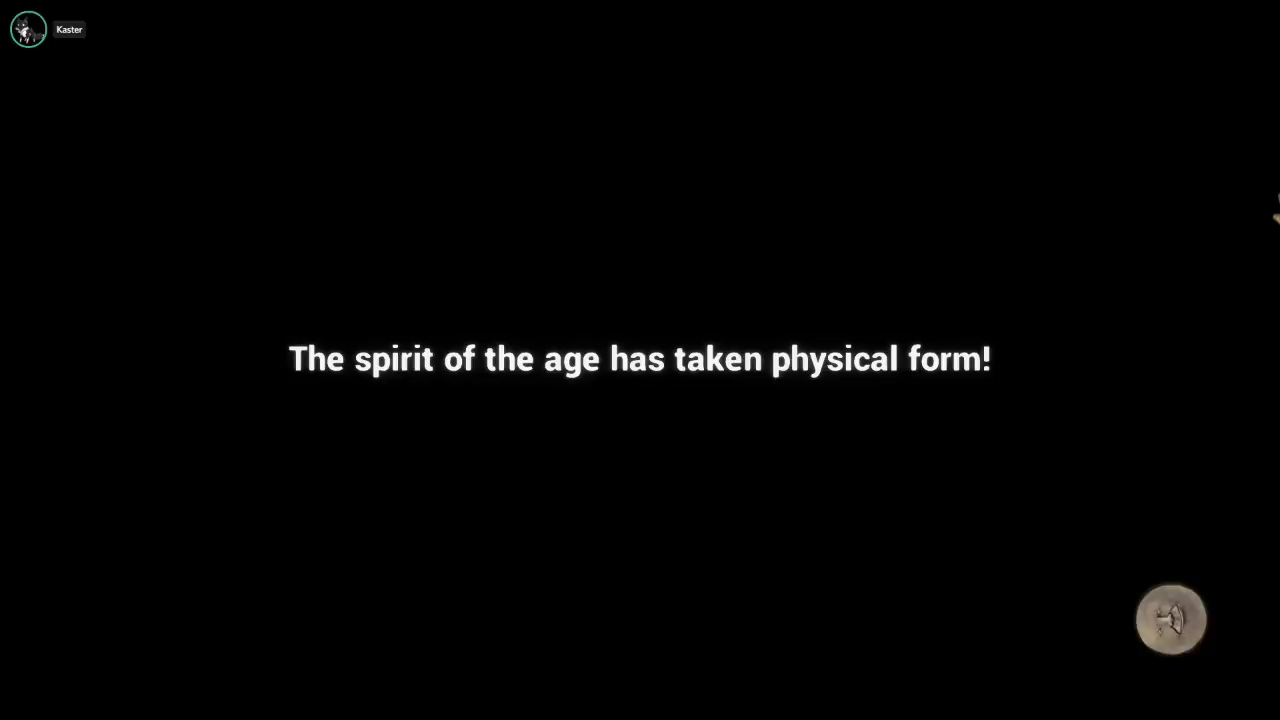 Kaster
The spirit of the age has taken physical form!